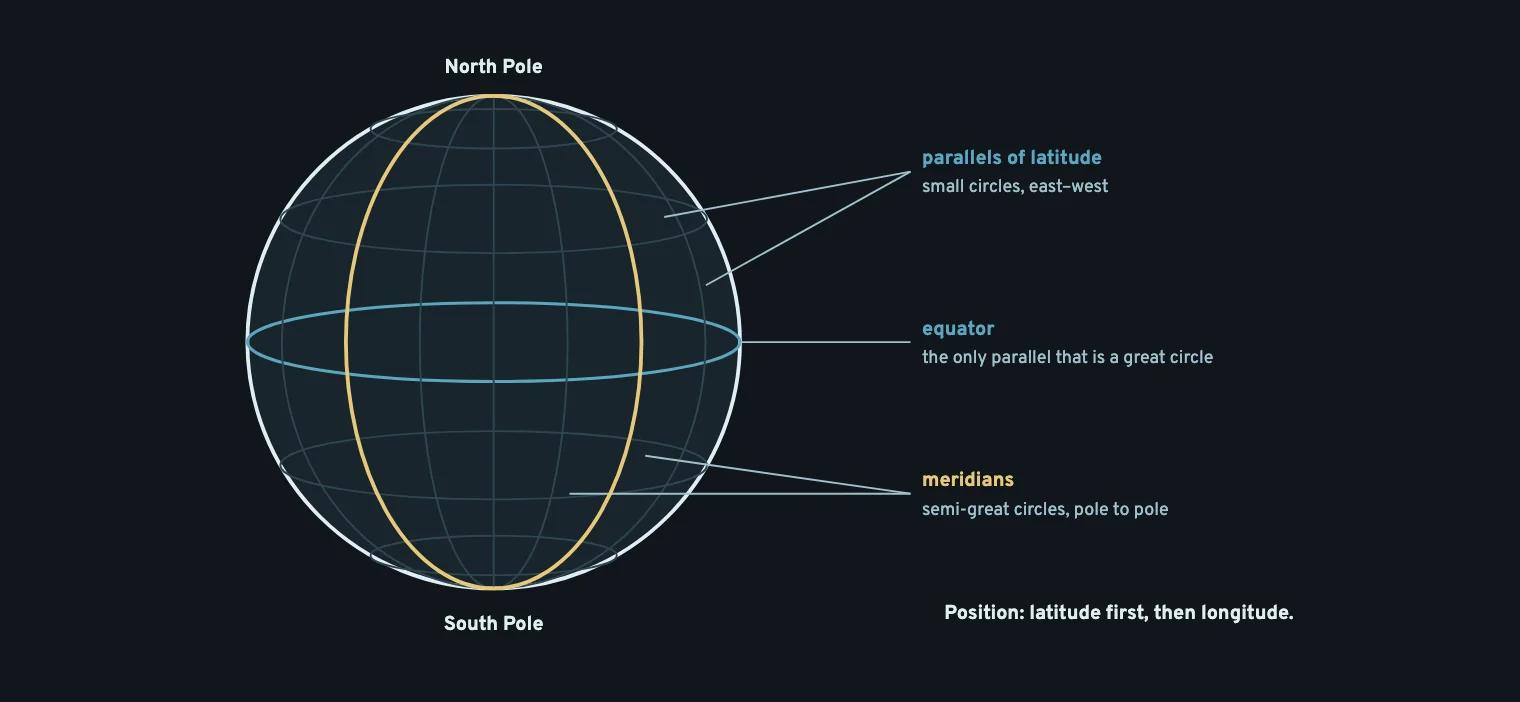 North Pole
parallels of latitude
small circles, east–west
equator
the only parallel that is a great circle
meridians
semi-great circles, pole to pole
Position: latitude first, then longitude.
South Pole